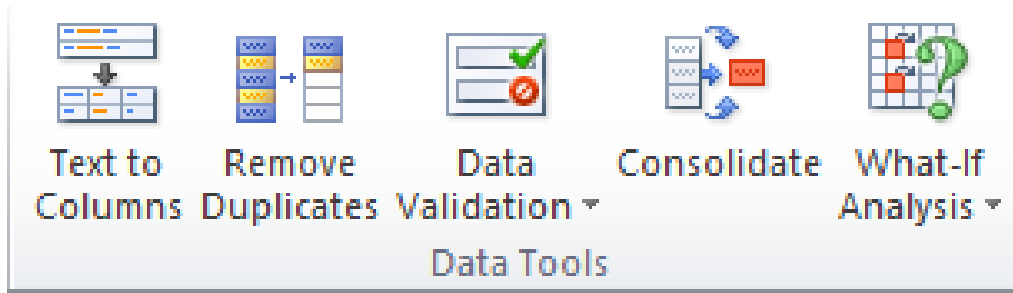 Text to
Columns
Remove
Duplicates
Data
Validation
Consolidate
What-If
Analysis
Data Tools